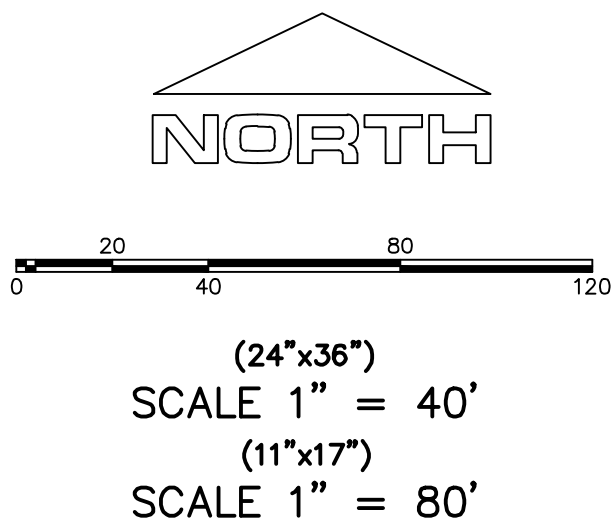 NORTH
20 80
0 40 120
(24"x36")
SCALE 1" = 40'
(11"x17")
SCALE 1" = 80'